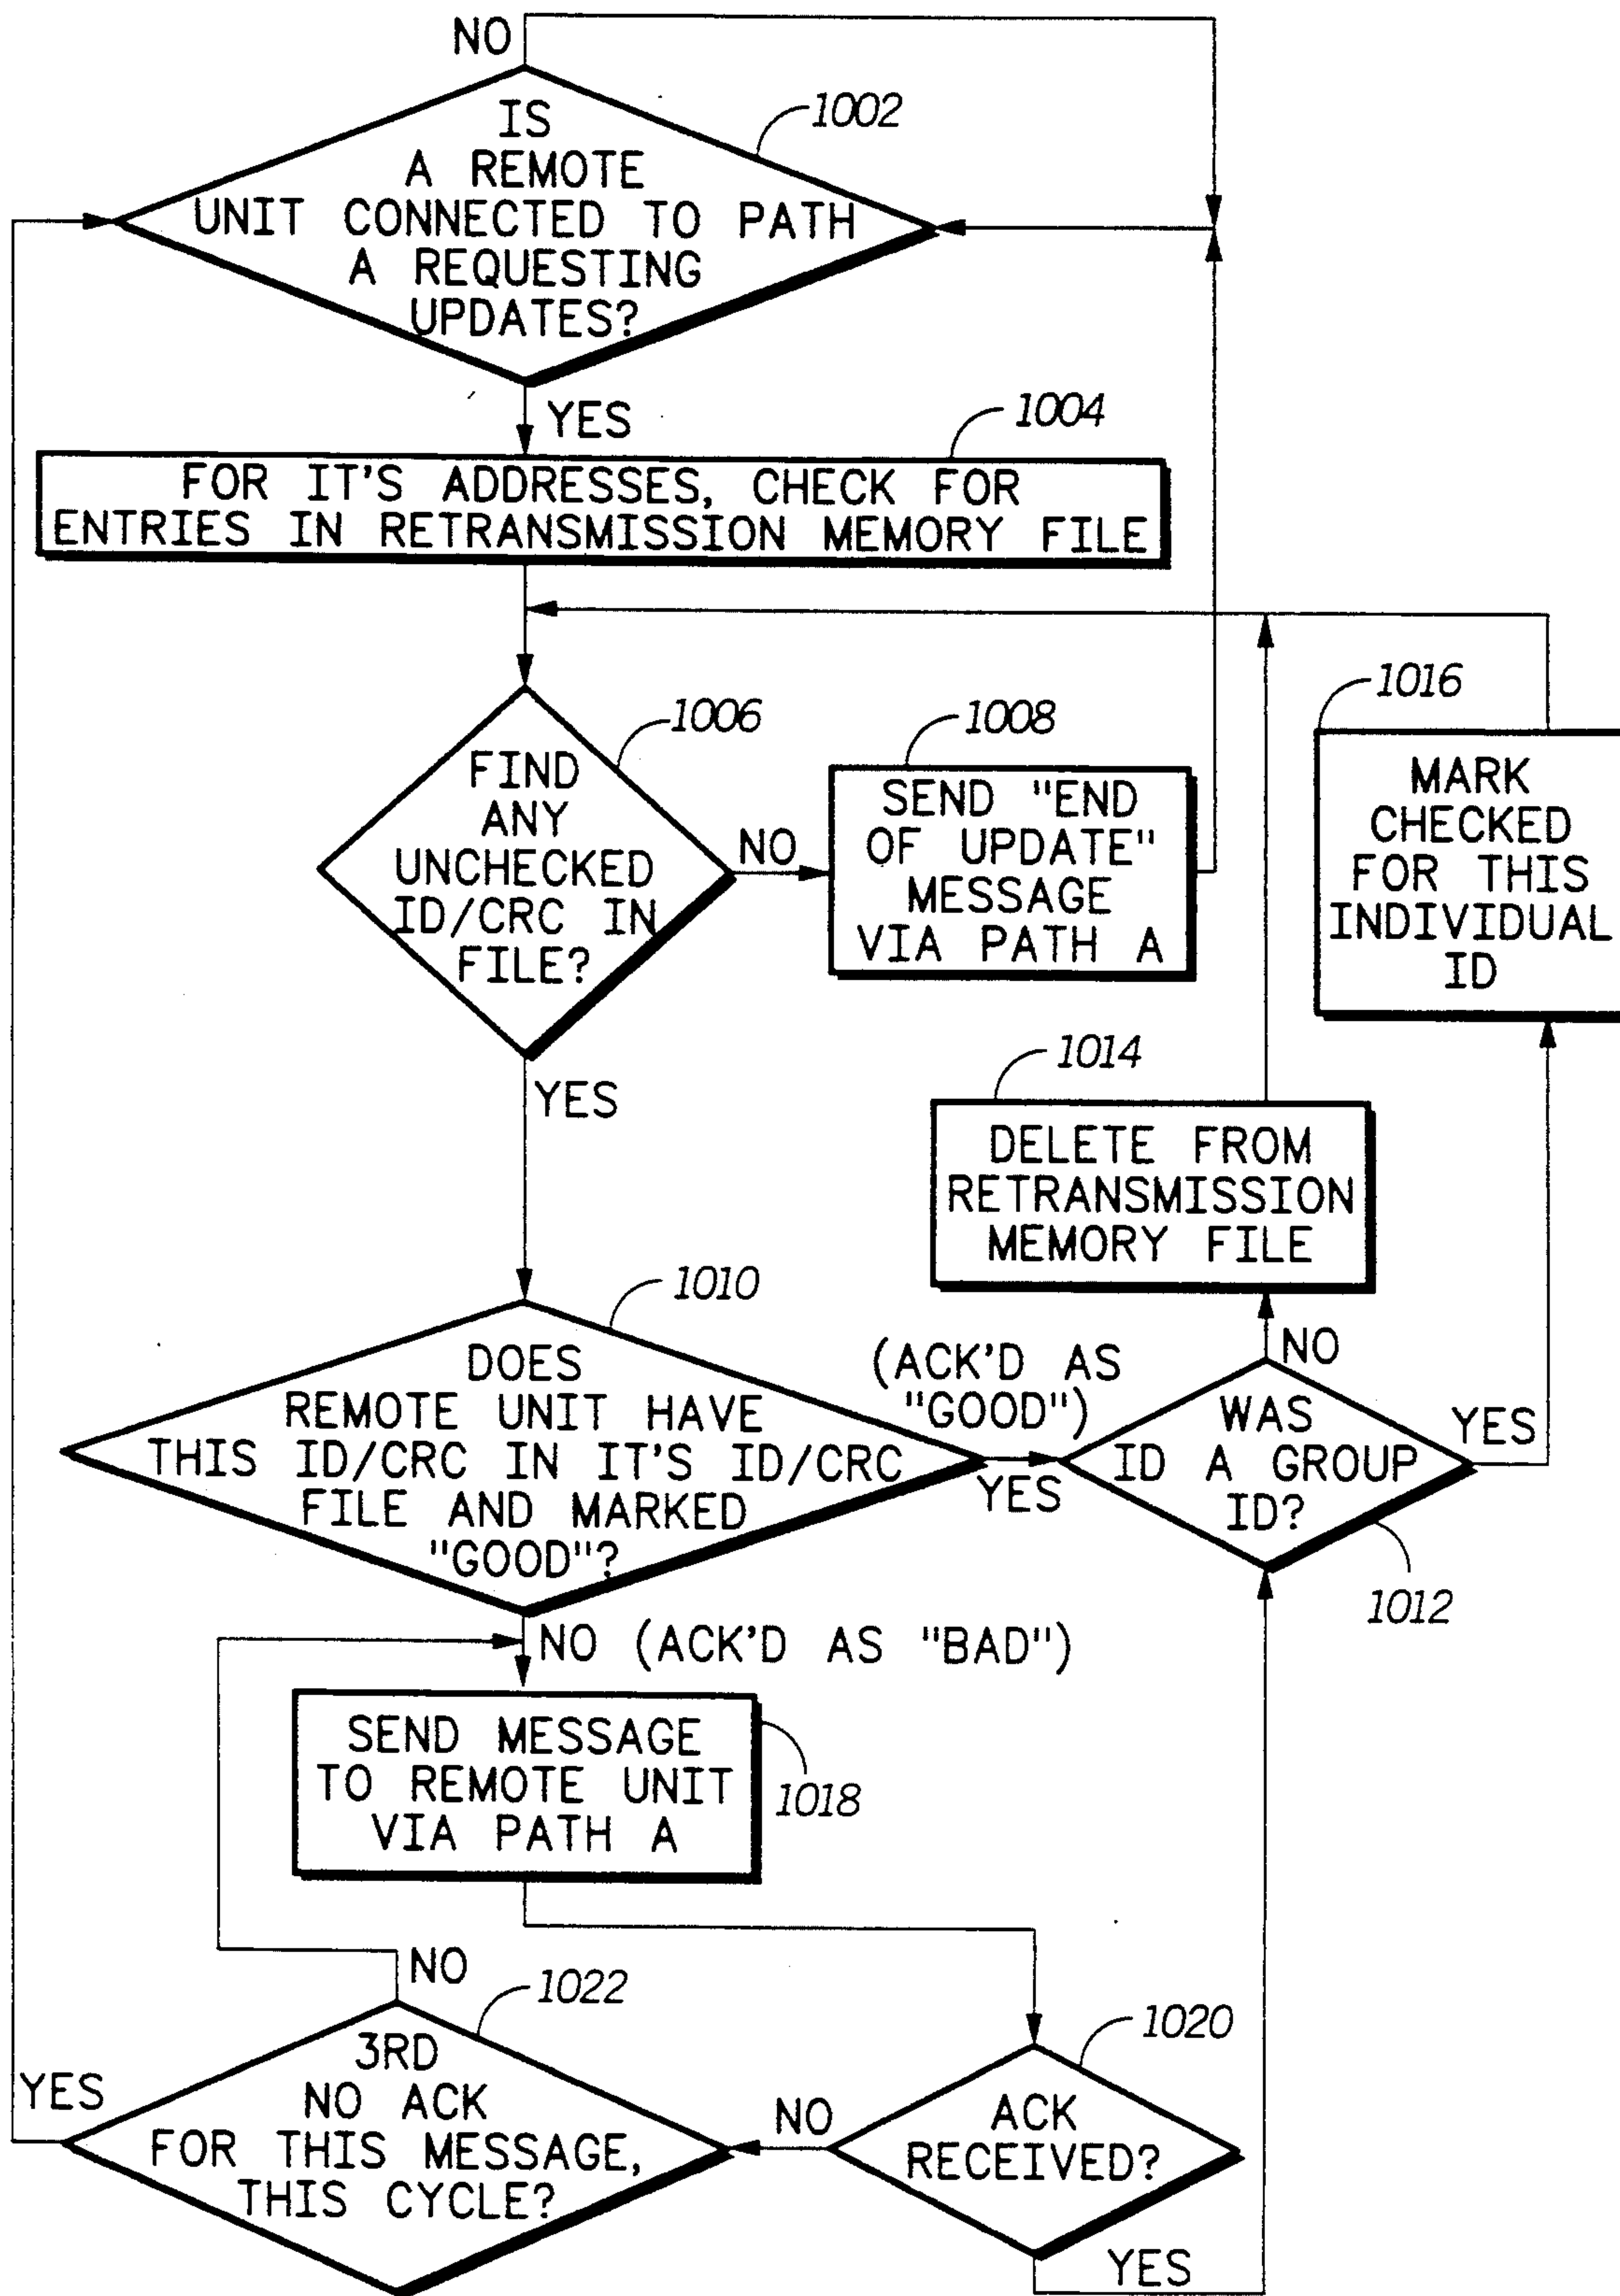 NO
1002
IS
A REMOTE
UNIT CONNECTED TO PATH
A REQUESTING
UPDATES?
YES
1004
FOR IT'S ADDRESSES, CHECK FOR
ENTRIES IN RETRANSMISSION MEMORY FILE
1006
FIND
ANY
UNCHECKED
ID/CRC IN
FILE?
NO
1008
SEND "END
OF UPDATE"
MESSAGE
VIA PATH A
1016
MARK
CHECKED
FOR THIS
INDIVIDUAL
ID
YES
1014
DELETE FROM
RETRANSMISSION
MEMORY FILE
1010
DOES
REMOTE UNIT HAVE
THIS ID/CRC IN IT'S ID/CRC
FILE AND MARKED
"GOOD"?
(ACK'D AS
"GOOD")
YES
NO
WAS
ID A GROUP
ID?
YES
1012
NO (ACK'D AS "BAD")
SEND MESSAGE
TO REMOTE UNIT
VIA PATH A
1018
NO
1022
3RD
NO ACK
FOR THIS MESSAGE,
THIS CYCLE?
YES
NO
1020
ACK
RECEIVED?
YES